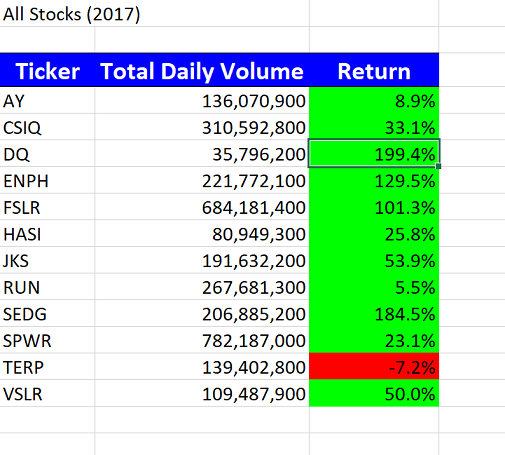 All Stocks (2017)
Ticker Total Daily Volume Return
AY 136,070,900 8.9%
CSIQ 310,592,800 33.1%
DQ 35,796,200 199.4%
ENPH 221,772,100 129.5%
FSLR 684,181,400 101.3%
HASI 80,949,300 25.8%
JKS 191,632,200 53.9%
RUN 267,681,300 5.5%
SEDG 206,885,200 184.5%
SPWR 782,187,000 23.1%
TERP 139,402,800 -7.2%
VSLR 109,487,900 50.0%